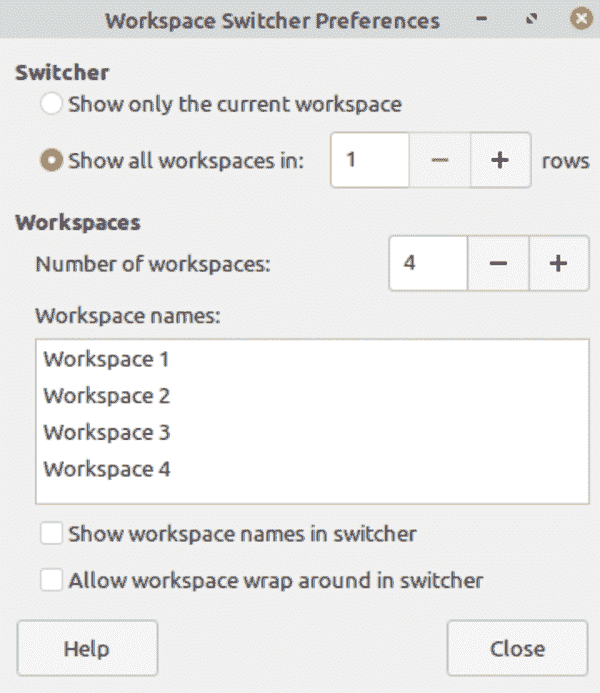 Workspace Switcher Preferences
Switcher
Show only the current workspace
Show all workspaces in: 1 − + rows
Workspaces
Number of workspaces: 4 − +
Workspace names:
Workspace 1
Workspace 2
Workspace 3
Workspace 4
Show workspace names in switcher
Allow workspace wrap around in switcher
Help Close